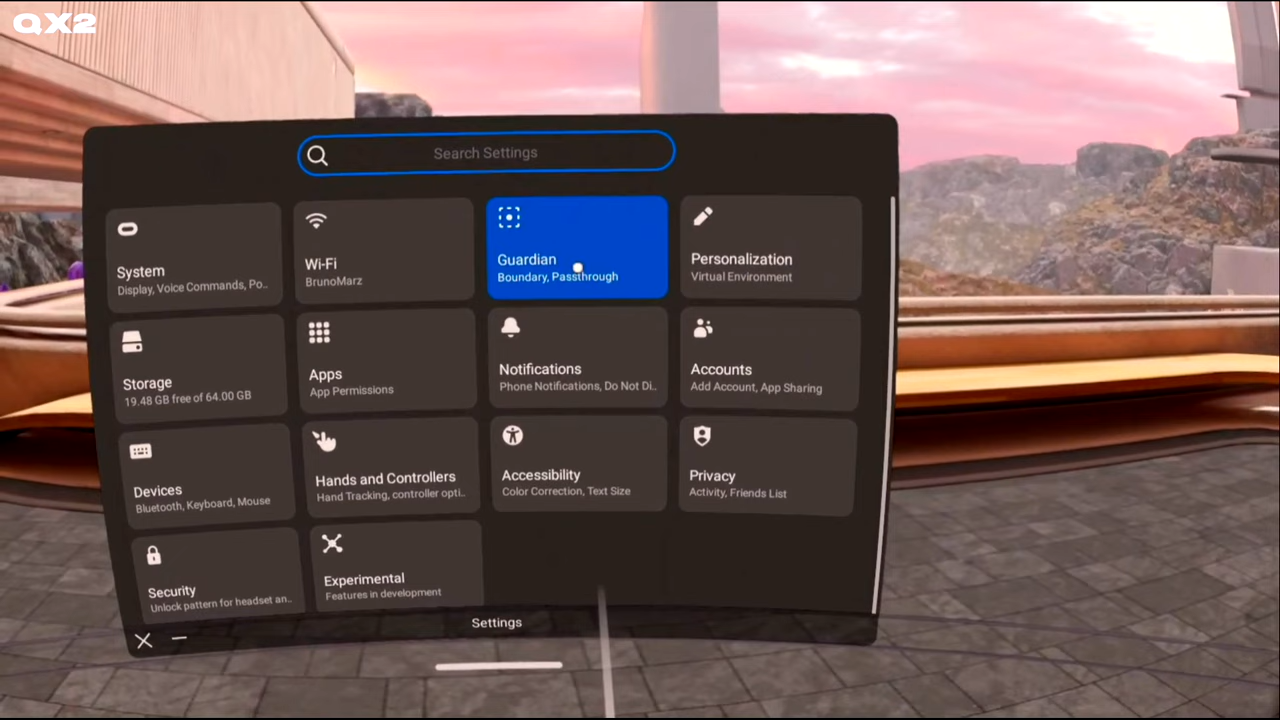 QX2
Search Settings
System
Display, Voice Commands, Po..
Wi-Fi
BrunoMarz
Guardian
Boundary, Passthrough
Personalization
Virtual Environment
Storage
19.48 GB free of 64.00 GB
Apps
App Permissions
Notifications
Phone Notifications, Do Not Di..
Accounts
Add Account, App Sharing
Devices
Bluetooth, Keyboard, Mouse
Hands and Controllers
Hand Tracking, controller opti..
Accessibility
Color Correction, Text Size
Privacy
Activity, Friends List
Security
Unlock pattern for headset an..
Experimental
Features in development
Settings